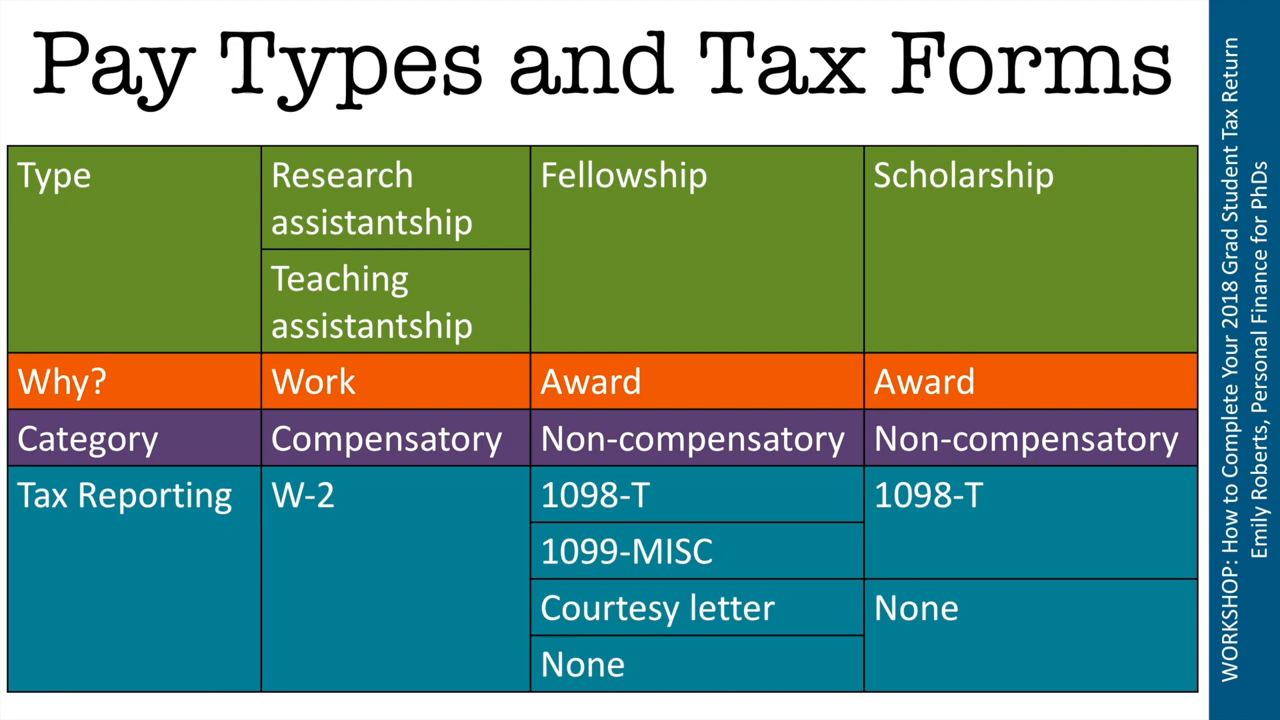 Pay Types and Tax Forms
Type
Research
assistantship
Teaching
assistantship
Fellowship
Scholarship
Why?
Work
Award
Award
Category
Compensatory
Non-compensatory
Non-compensatory
Tax Reporting
W-2
1098-T
1099-MISC
Courtesy letter
None
1098-T
None
WORKSHOP: How to Complete Your 2018 Grad Student Tax Return
Emily Roberts, Personal Finance for PhDs